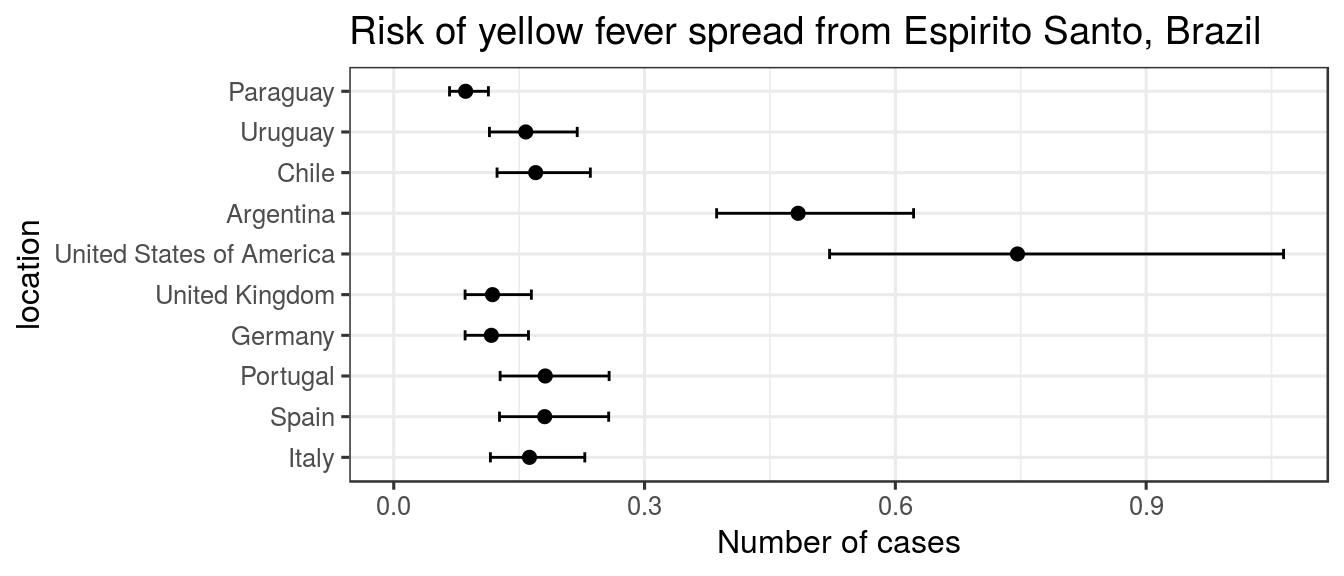 Risk of yellow fever spread from Espirito Santo, Brazil
location
Paraguay
Uruguay
Chile
Argentina
United States of America
United Kingdom
Germany
Portugal
Spain
Italy
0.0 0.3 0.6 0.9
Number of cases